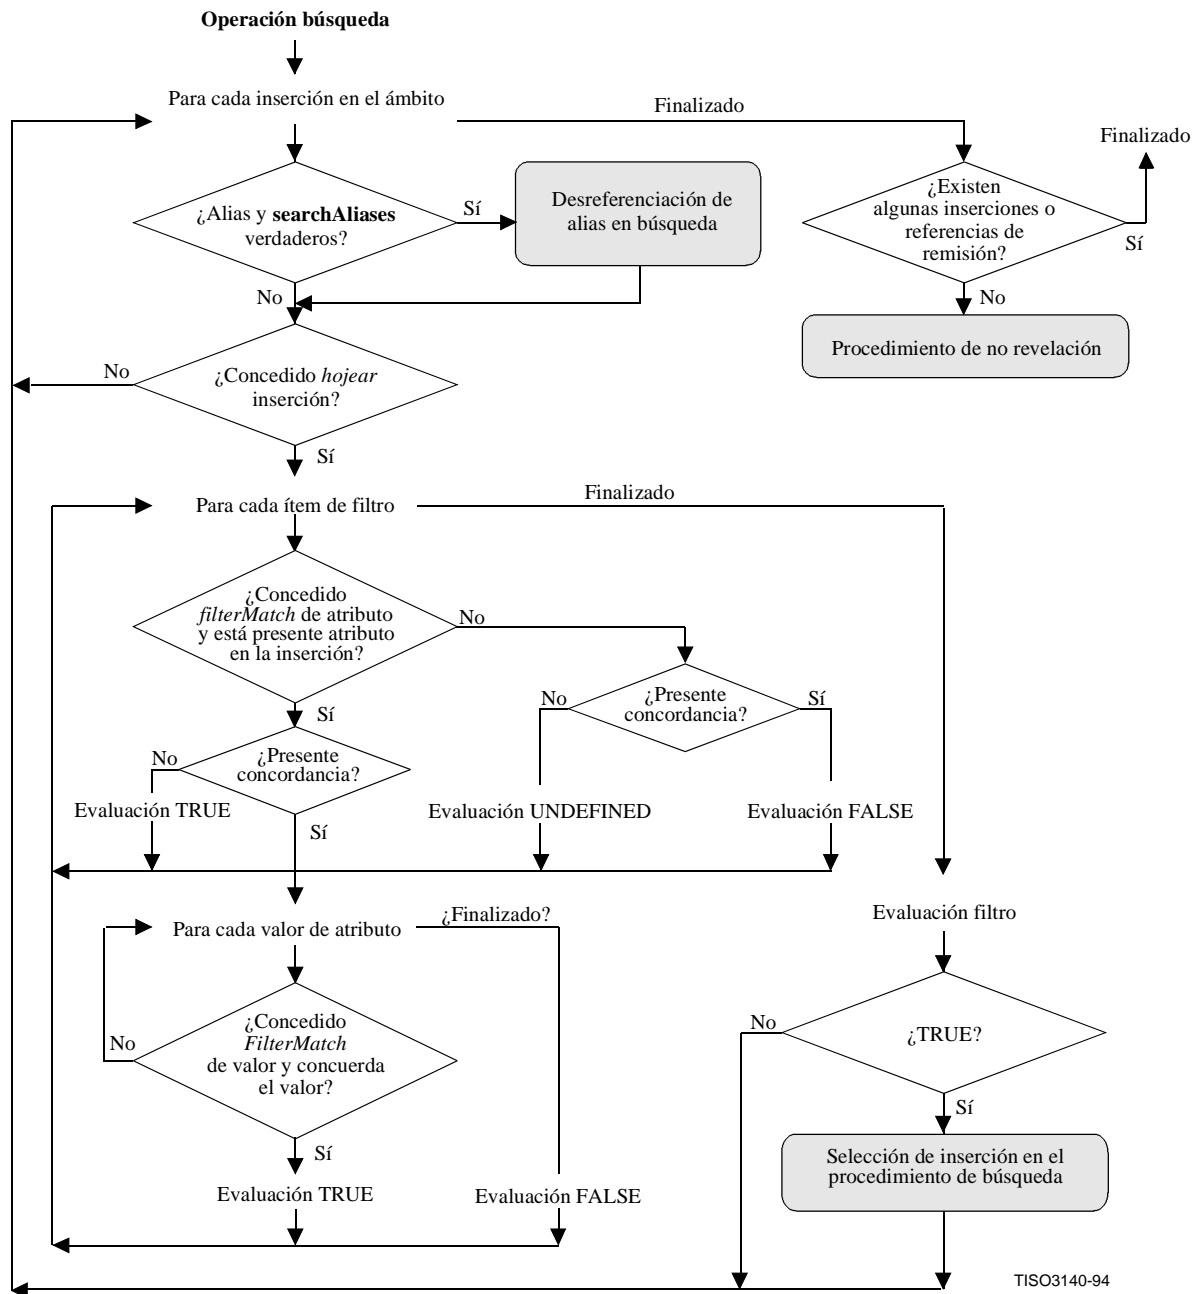 Operación búsqueda
Para cada inserción en el ámbito
Finalizado
Finalizado
¿Alias y searchAliases
verdaderos?
Sí
Desreferenciación de
alias en búsqueda
¿Existen
algunas inserciones o
referencias de
remisión?
Sí
No
No
Procedimiento de no revelación
No
¿Concedido hojear
inserción?
Sí
Para cada ítem de filtro
Finalizado
¿Concedido
filterMatch de atributo
y está presente atributo
en la inserción?
No
Sí
No
¿Presente
concordancia?
Sí
No
¿Presente
concordancia?
Sí
Evaluación TRUE
Evaluación UNDEFINED
Evaluación FALSE
Para cada valor de atributo
¿Finalizado?
Evaluación filtro
No
¿Concedido
FilterMatch
de valor y concuerda
el valor?
Sí
No
¿TRUE?
Sí
Evaluación TRUE
Evaluación FALSE
Selección de inserción en el
procedimiento de búsqueda
TISO3140-94